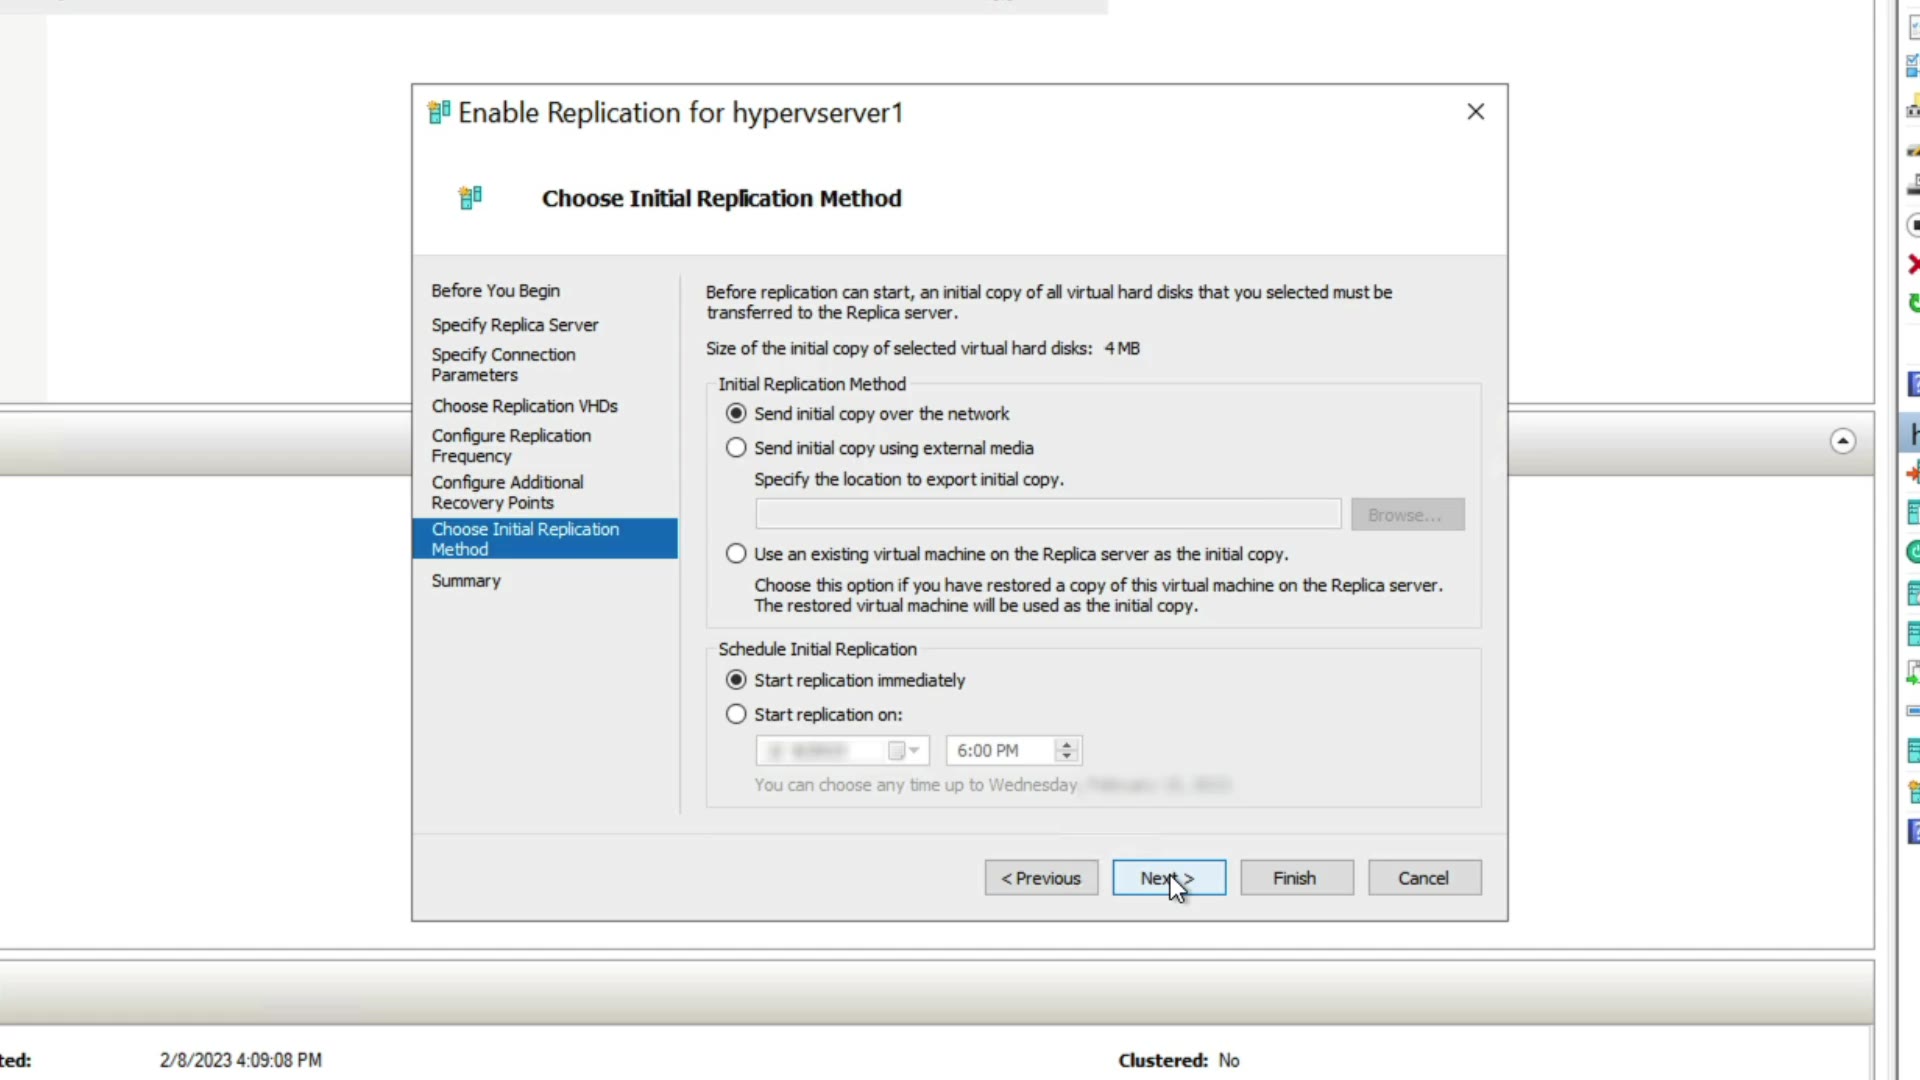 Enable Replication for hypervserver1
Choose Initial Replication Method
Before You Begin
Specify Replica Server
Specify Connection
Parameters
Choose Replication VHDs
Configure Replication
Frequency
Configure Additional
Recovery Points
Choose Initial Replication
Method
Summary
Before replication can start, an initial copy of all virtual hard disks that you selected must be
transferred to the Replica server.
Size of the initial copy of selected virtual hard disks: 4 MB
Initial Replication Method
Send initial copy over the network
Send initial copy using external media
Specify the location to export initial copy.
Browse...
Use an existing virtual machine on the Replica server as the initial copy.
Choose this option if you have restored a copy of this virtual machine on the Replica server.
The restored virtual machine will be used as the initial copy.
Schedule Initial Replication
Start replication immediately
Start replication on:
6:00 PM
You can choose any time up to Wednesday
< Previous
Next >
Finish
Cancel
ted:
2/8/2023 4:09:08 PM
Clustered: No